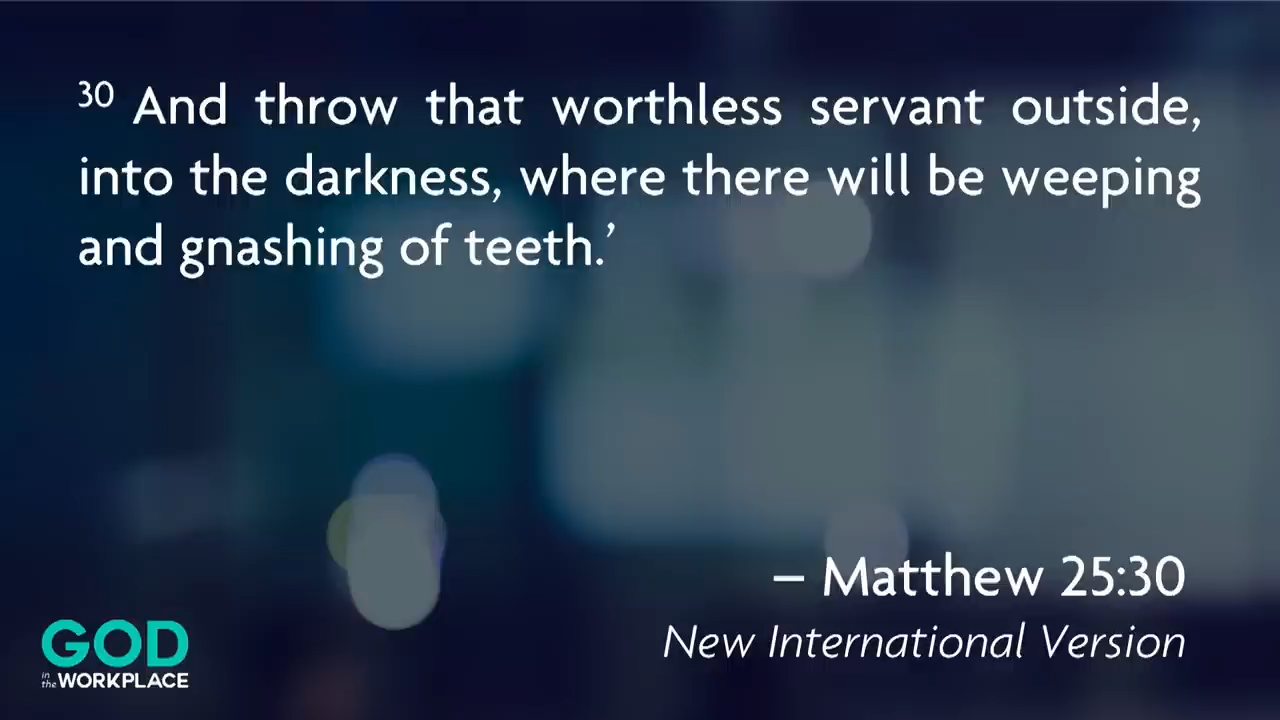 30 And throw that worthless servant outside,
into the darkness, where there will be weeping
and gnashing of teeth.’
– Matthew 25:30
New International Version
GOD
in the WORKPLACE